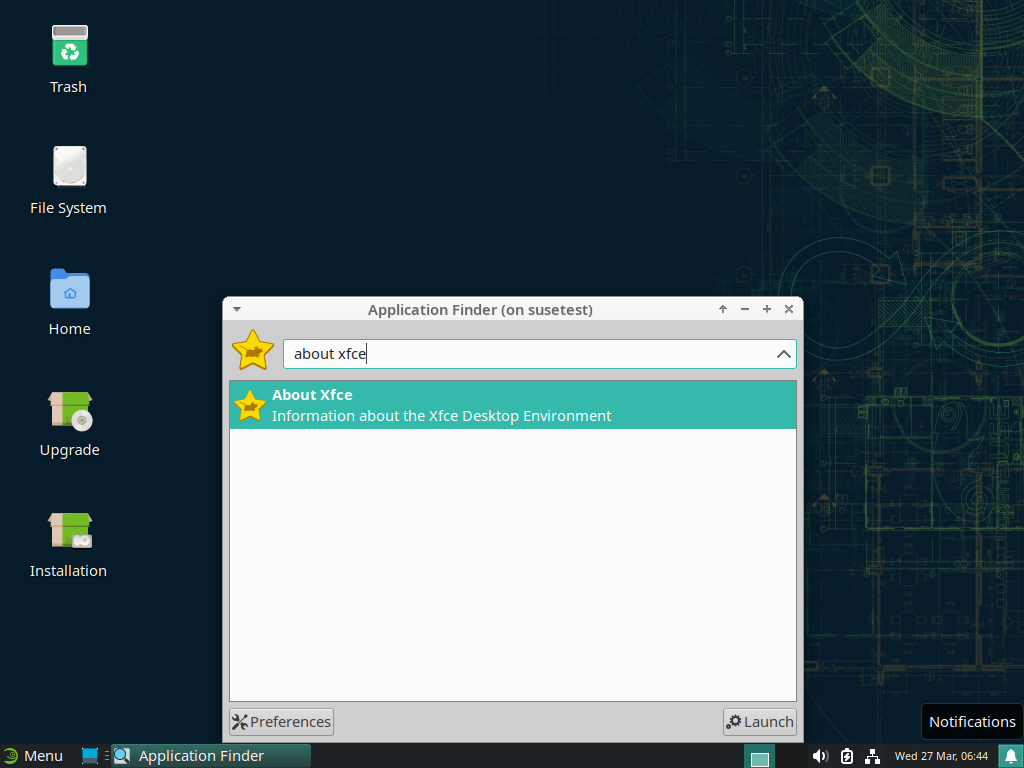 Trash
File System
Home
Upgrade
Installation
Application Finder (on susetest)
about xfce
About Xfce
Information about the Xfce Desktop Environment
Preferences
Launch
Notifications
Menu
Application Finder
Wed 27 Mar, 06:44